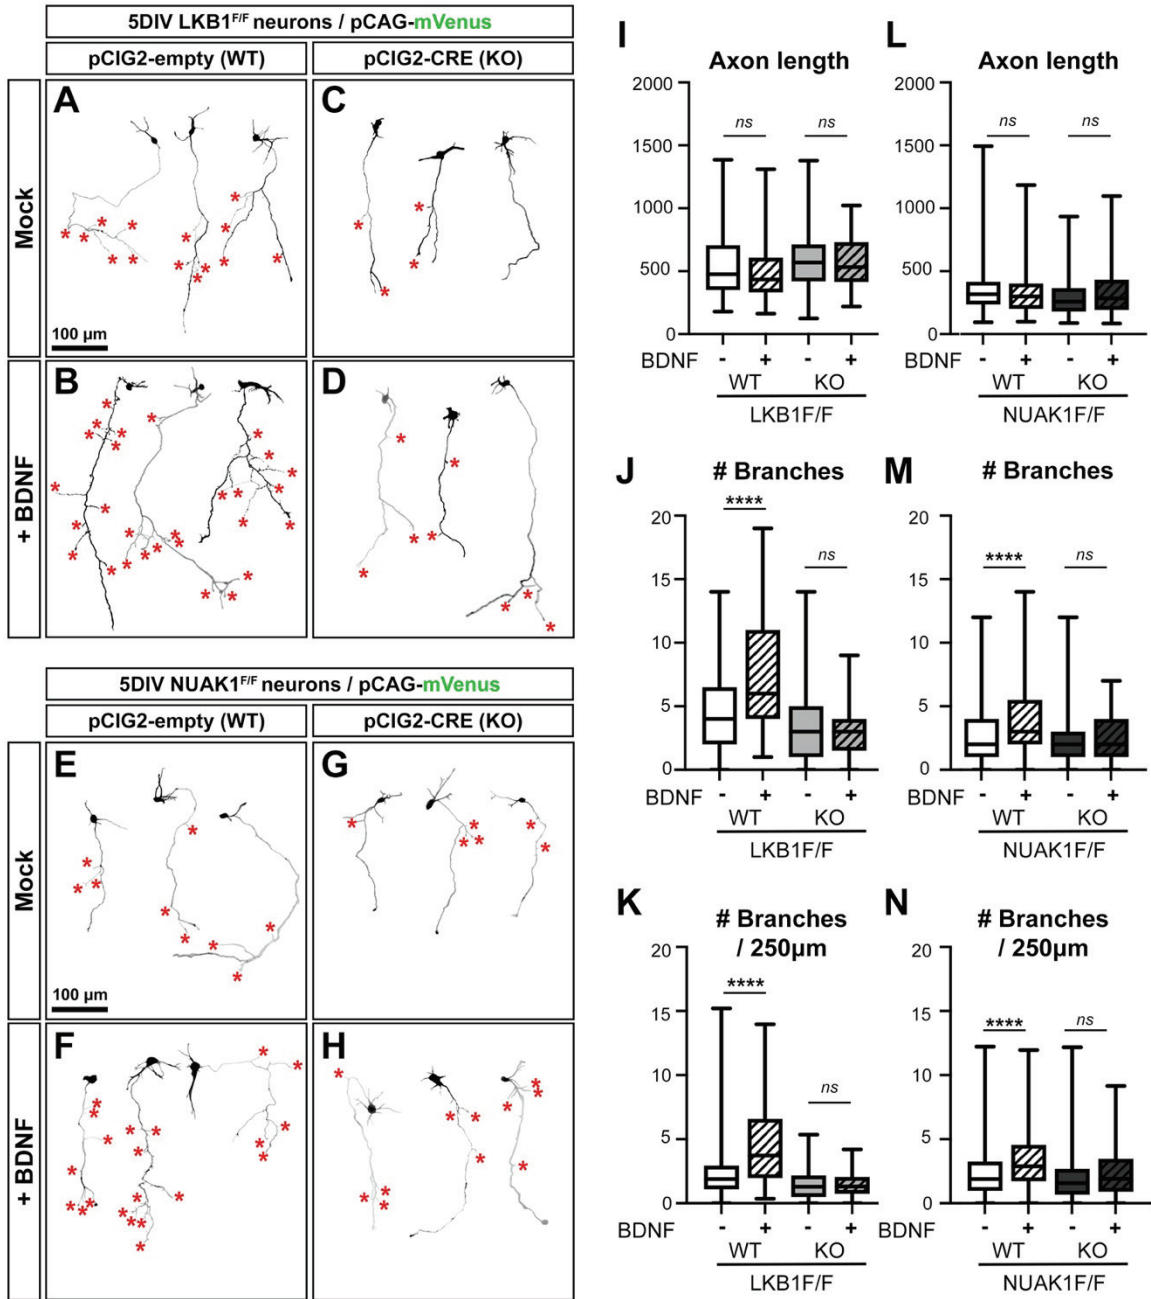 5DIV LKB1F/F neurons / pCAG-mVenus
pCIG2-empty (WT)
pCIG2-CRE (KO)
Mock
A
* * * * * * * * * * * * * *
100 µm
C
* * * *
+ BDNF
B
D
5DIV NUAK1F/F neurons / pCAG-mVenus
pCIG2-empty (WT)
pCIG2-CRE (KO)
Mock
E
100 µm
G
+ BDNF
F
H
I
Axon length
2000
1500
1000
500
0
ns
ns
BDNF - + - +
WT KO
LKB1F/F
L
Axon length
2000
1500
1000
500
0
ns
ns
BDNF - + - +
WT KO
NUAK1F/F
J
# Branches
20
15
10
5
0
****
ns
BDNF - + - +
WT KO
LKB1F/F
M
# Branches
20
15
10
5
0
****
ns
BDNF - + - +
WT KO
NUAK1F/F
K
# Branches
/ 250µm
20
15
10
5
0
****
ns
BDNF - + - +
WT KO
LKB1F/F
N
# Branches
/ 250µm
20
15
10
5
0
****
ns
BDNF - + - +
WT KO
NUAK1F/F